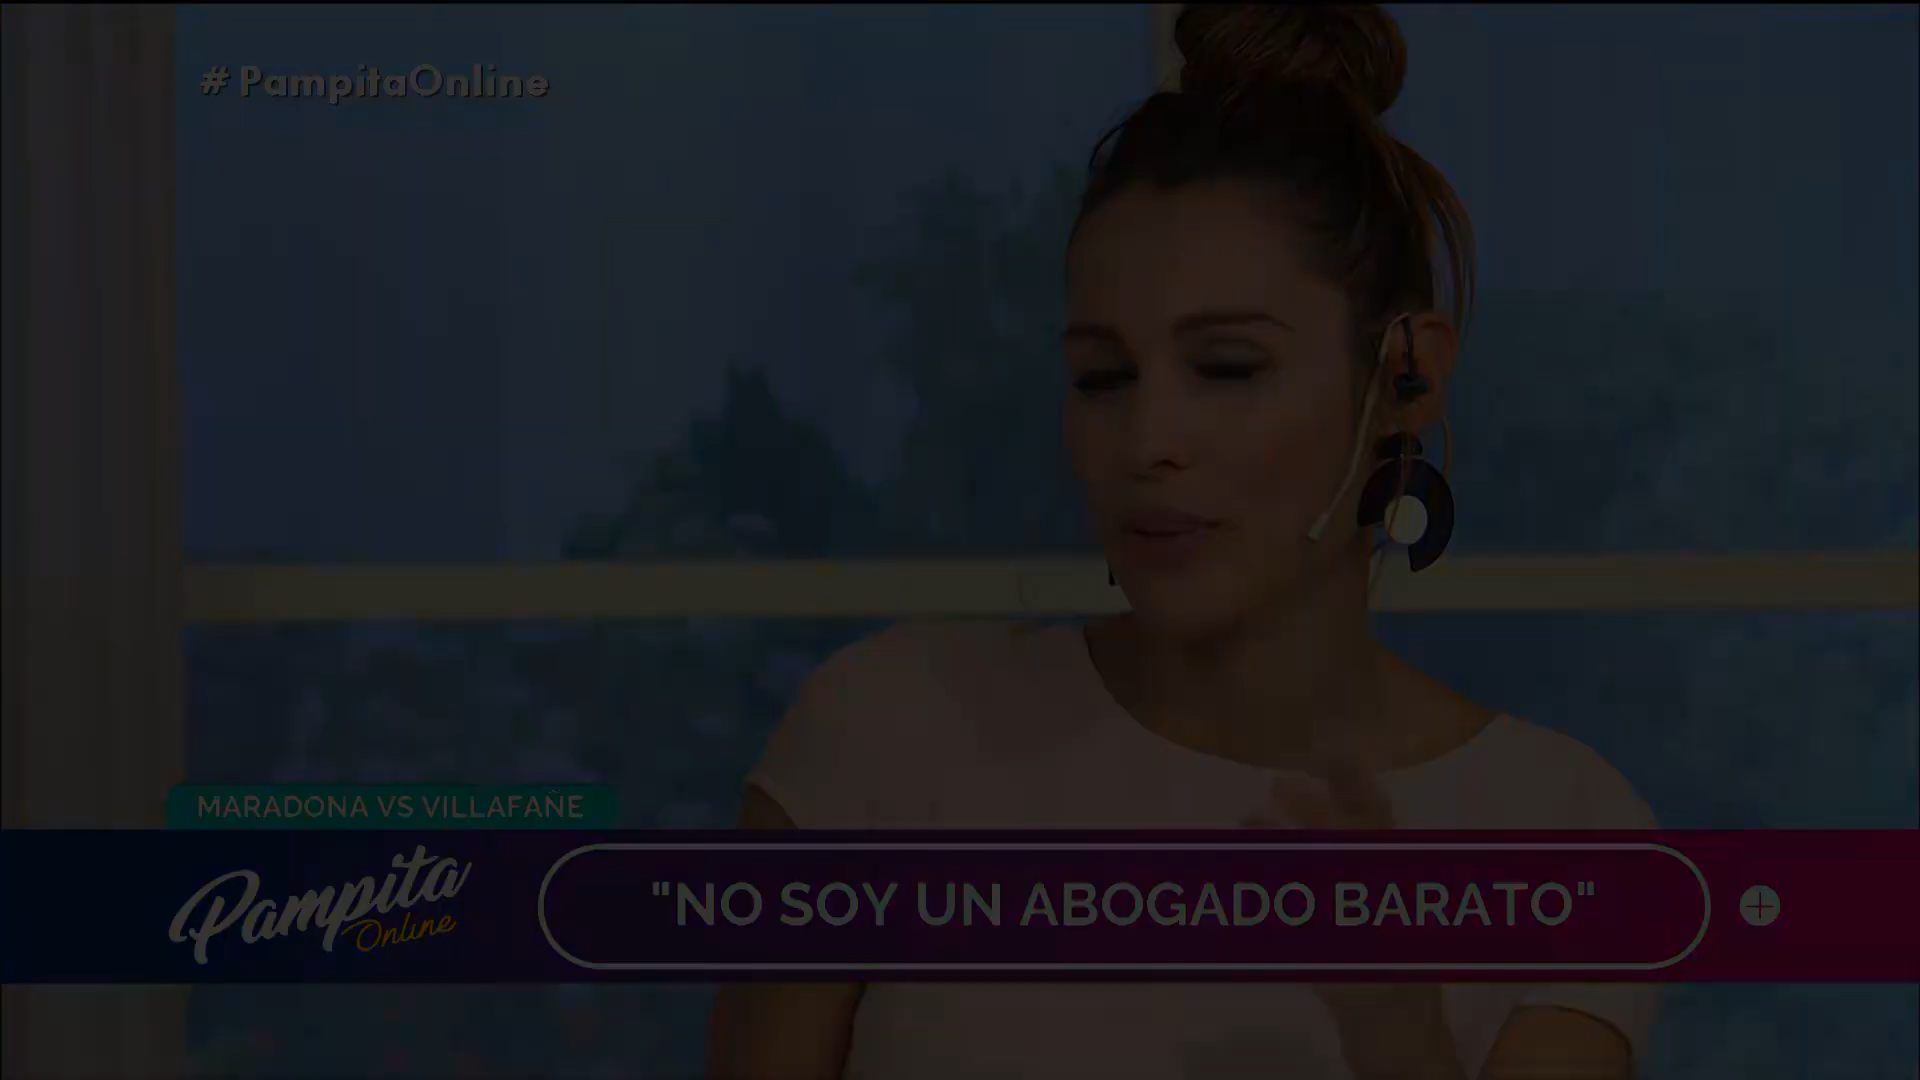 # PampitaOnline
MARADONA VS VILLAFAÑE
Pampita
Online
"NO SOY UN ABOGADO BARATO"